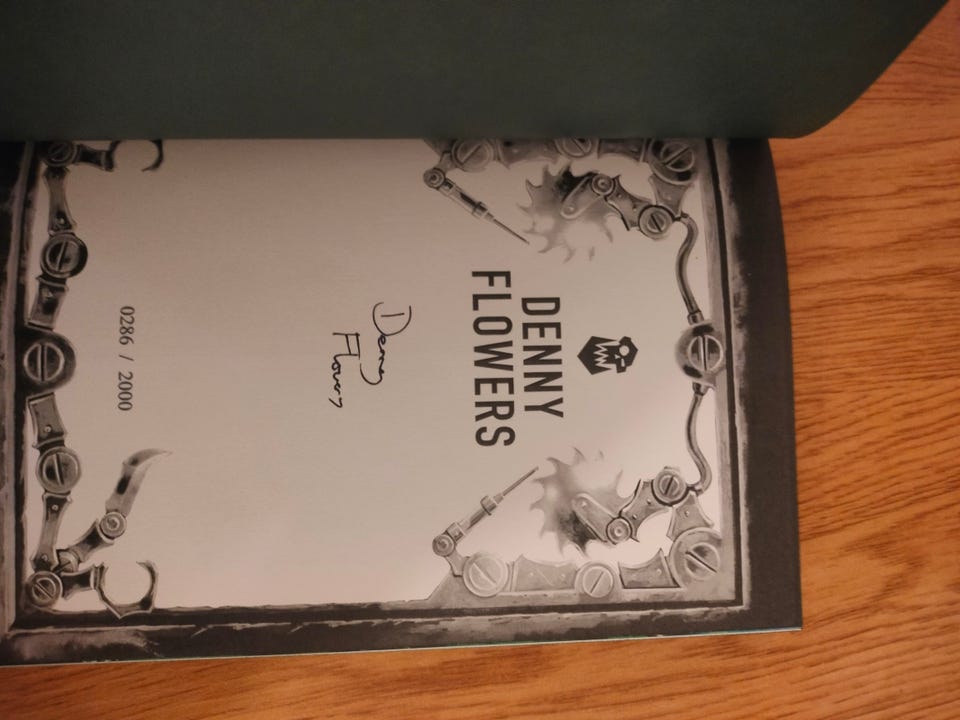 DENNY
FLOWERS
Denny
Flowers
0286 / 2000